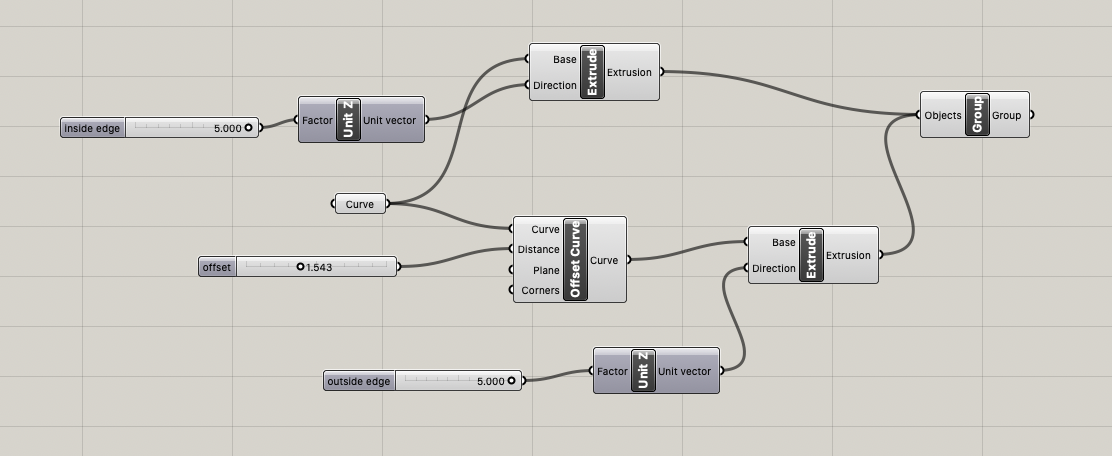 Base
Extrude
Extrusion
Direction
inside edge
5.000
Factor
Unit Z
Unit vector
Objects
Group
Group
Curve
Curve
Distance
Plane
Corners
Offset Curve
Curve
offset
1.543
Base
Direction
Extrude
Extrusion
outside edge
5.000
Factor
Unit Z
Unit vector